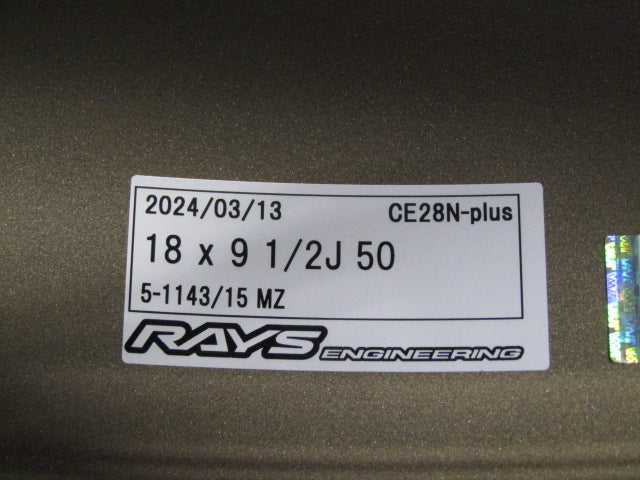 2024/03/13 CE28N-plus
18 x 9 1/2J 50
5-1143/15 MZ
RAYS ENGINEERING